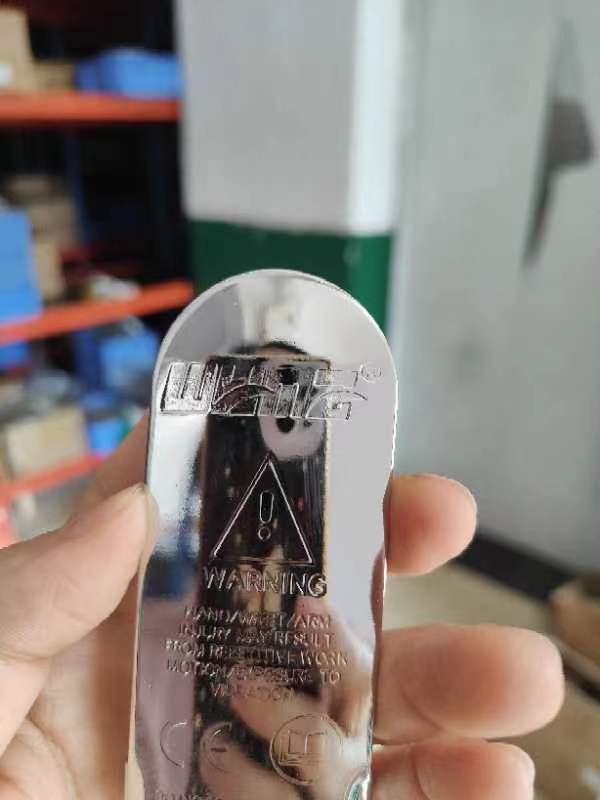 WARNING
HAND/WRIST/ARM
INJURY MAY RESULT
FROM REPETITIVE WORK
MOTION/EXPOSURE TO
VIBRATION
CE